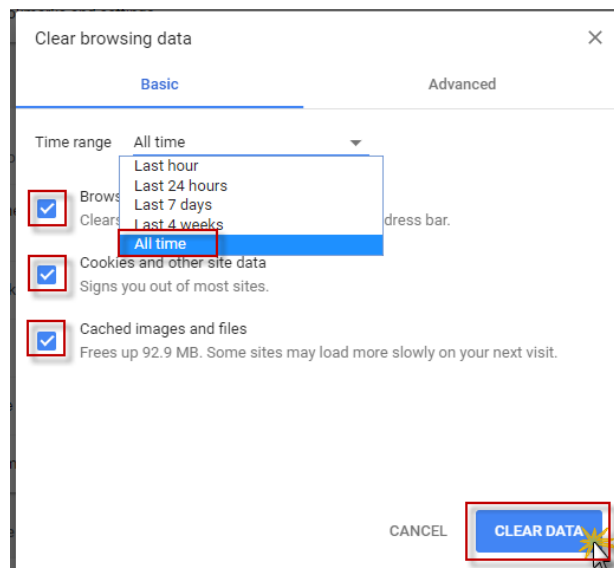 Clear browsing data
Basic Advanced
Time range All time
Last hour
Last 24 hours
Last 7 days
Last 4 weeks
All time
Brows
Clears dress bar.
Cookies and other site data
Signs you out of most sites.
Cached images and files
Frees up 92.9 MB. Some sites may load more slowly on your next visit.
CANCEL CLEAR DATA